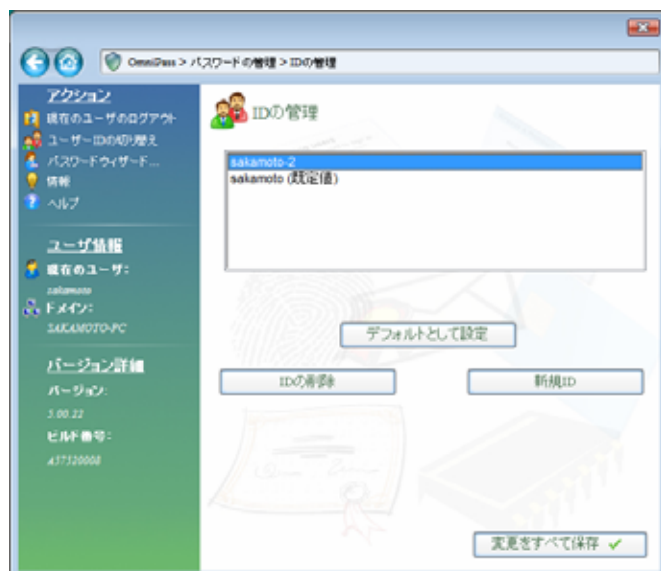 OmniPass > パスワードの管理 > IDの管理
アクション
現在のユーザのログアウト
ユーザーIDの切り替え
パスワードウィザード...
情報
ヘルプ
ユーザ情報
現在のユーザ:
sakamoto
ドメイン:
SAKAMOTO-PC
バージョン詳細
バージョン:
5.00.22
ビルド番号:
A57520008
IDの管理
sakamoto-2
sakamoto (既定値)
デフォルトとして設定
IDの削除
新規ID
変更をすべて保存